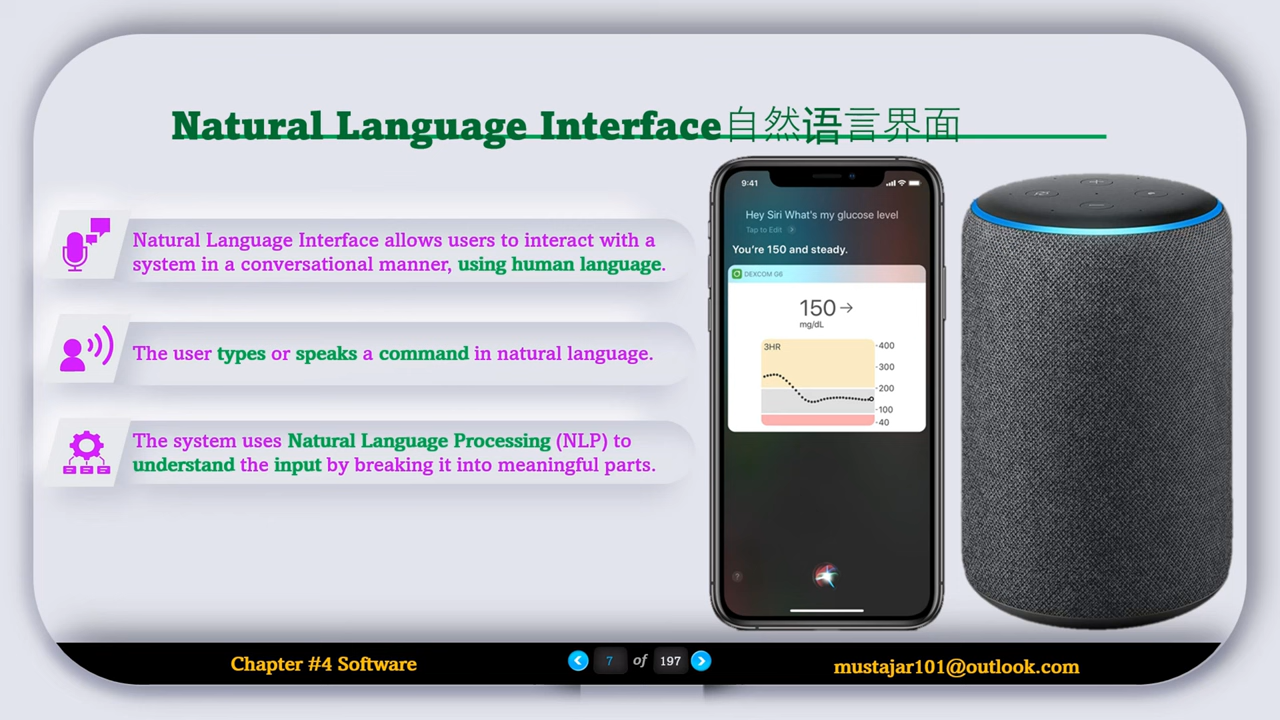 Natural Language Interface自然语言界面
Natural Language Interface allows users to interact with a
system in a conversational manner, using human language.
The user types or speaks a command in natural language.
The system uses Natural Language Processing (NLP) to
understand the input by breaking it into meaningful parts.
9:41
Hey Siri What's my glucose level
Tap to Edit
You're 150 and steady.
DEXCOM G6
150→
mg/dL
3HR
400
300
200
100
40
?
Chapter #4 Software
7 of 197
mustajar101@outlook.com